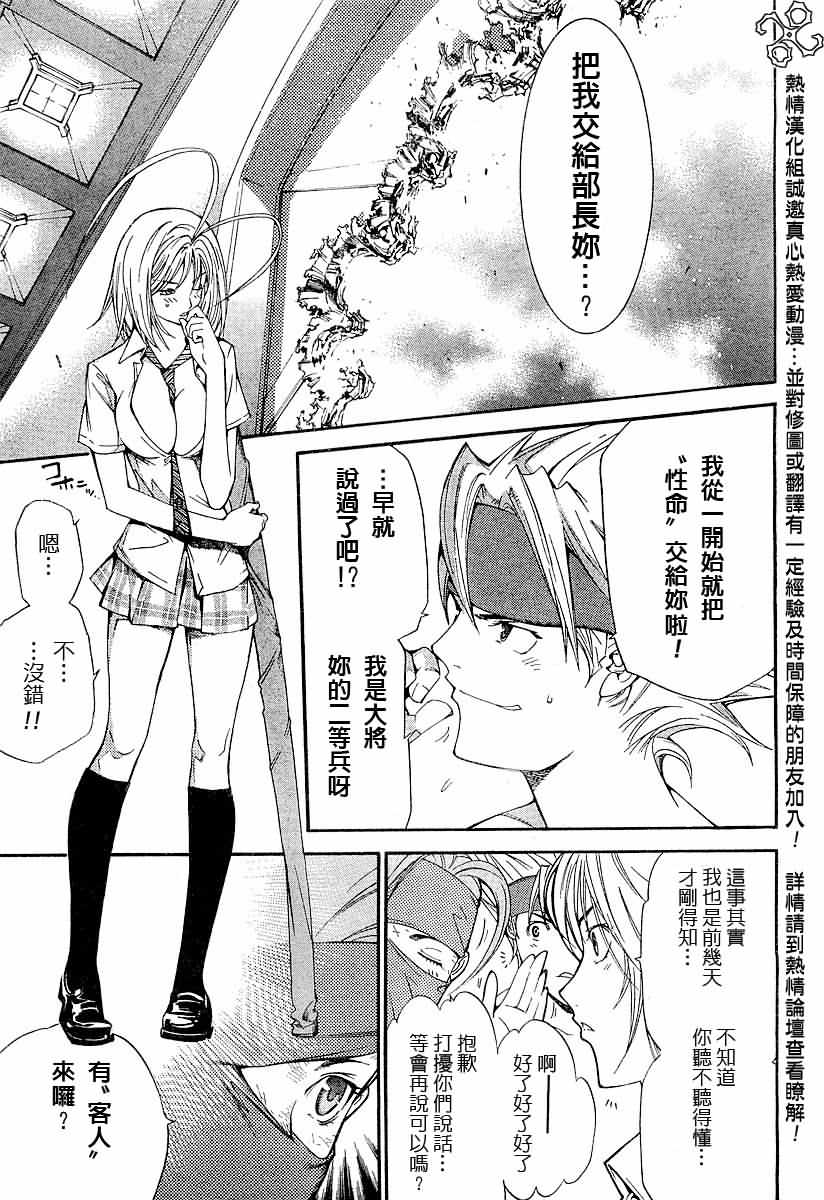 把我交給部長妳…?
我從一開始就把
〝性命〞交給妳啦!
…早就
說過了吧!?
我是大將
妳的二等兵呀
コホン
嗯…
不…
…沒錯!!
這事其實
我也是前幾天
才剛得知…
不知道
你聽不聽得懂…
啊——
好了好了好了
抱歉
打擾你們說話…
等會再說可以嗎?
有〝客人〞
來囉?
熱情漢化組誠邀真心熱愛動漫…並對修圖或翻譯有一定經驗及時間保障的朋友加入! 詳情請到熱情論壇查看瞭解!